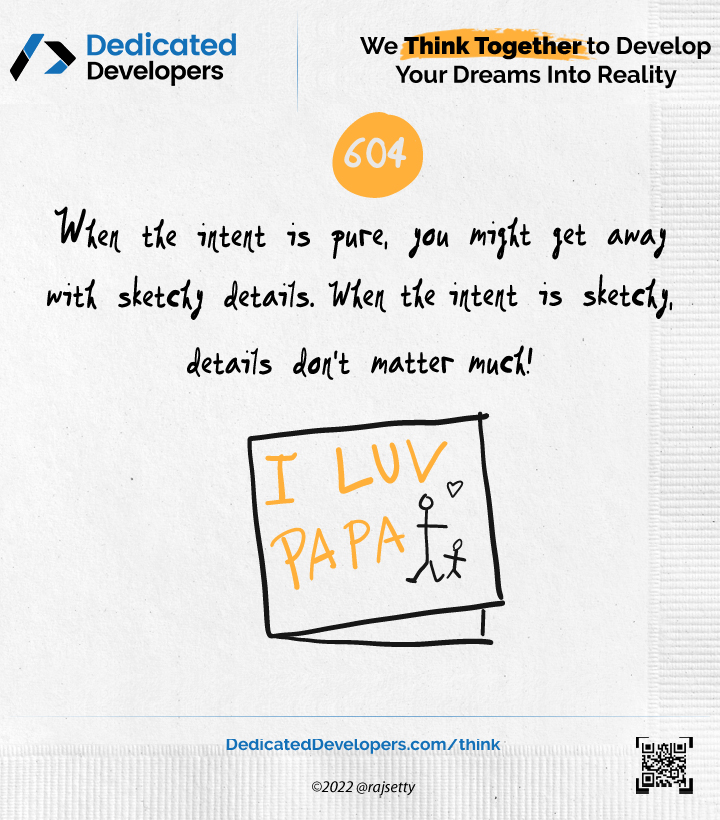 Dedicated
Developers
We Think Together to Develop
Your Dreams Into Reality
604
When the intent is pure, you might get away
with sketchy details. When the intent is sketchy,
details don't matter much!
I LUV
PAPA
DedicatedDevelopers.com/think
©2022 @rajsetty